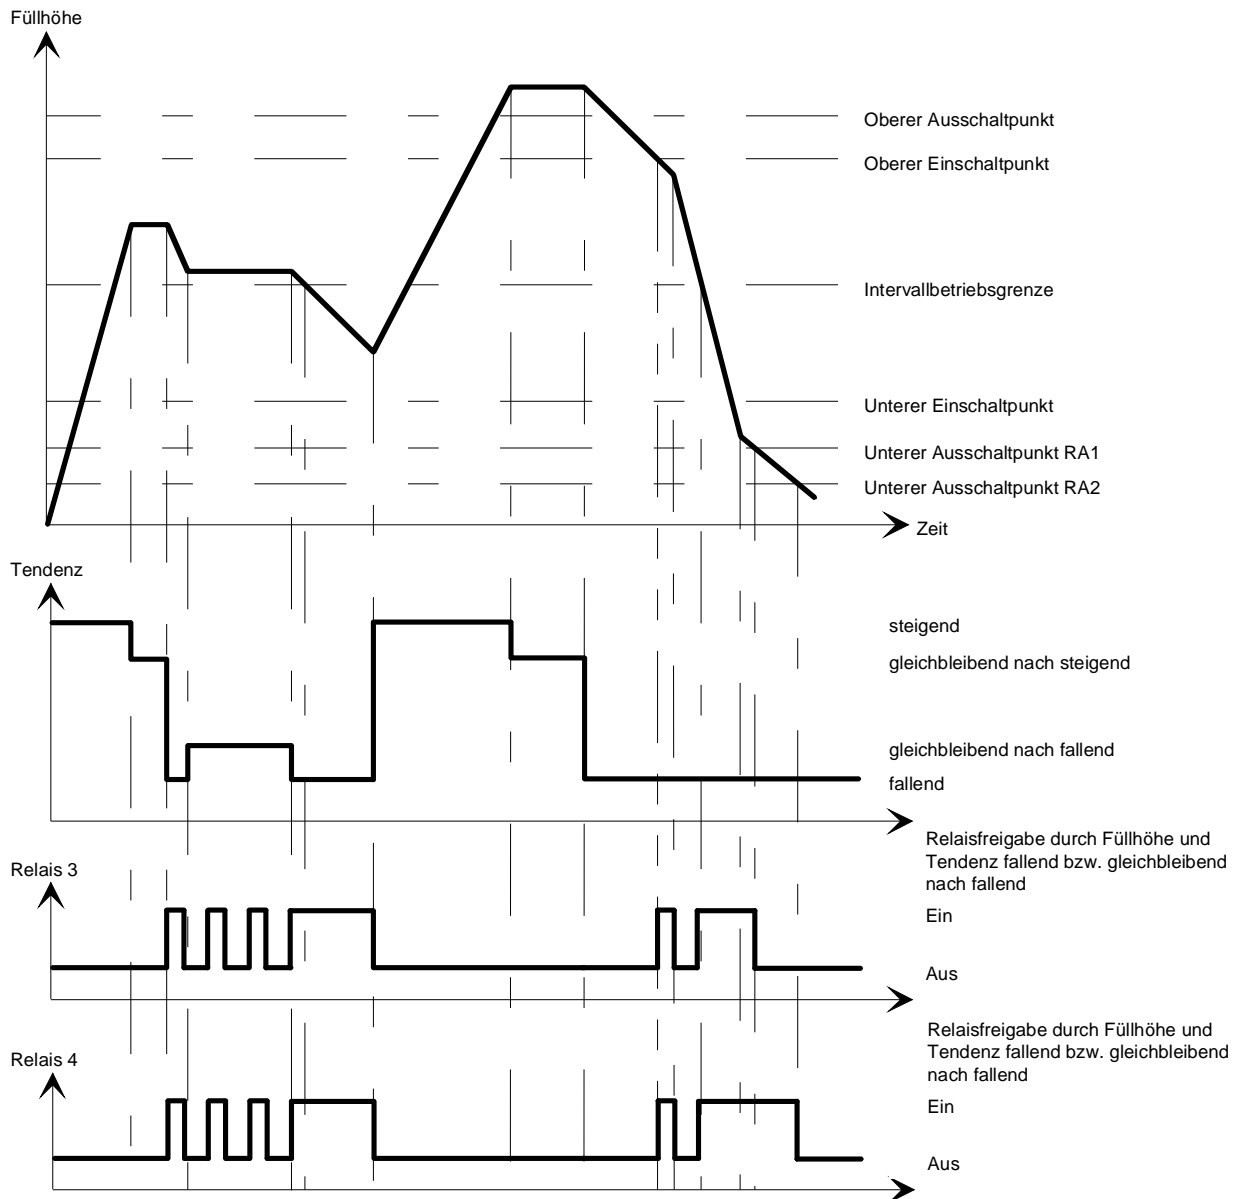 Füllhöhe
Oberer Ausschaltpunkt
Oberer Einschaltpunkt
Intervallbetriebsgrenze
Unterer Einschaltpunkt
Unterer Ausschaltpunkt RA1
Unterer Ausschaltpunkt RA2
Zeit
Tendenz
steigend
gleichbleibend nach steigend
gleichbleibend nach fallend
fallend
Relaisfreigabe durch Füllhöhe und
Tendenz fallend bzw. gleichbleibend
nach fallend
Relais 3
Ein
Aus
Relaisfreigabe durch Füllhöhe und
Tendenz fallend bzw. gleichbleibend
nach fallend
Relais 4
Ein
Aus